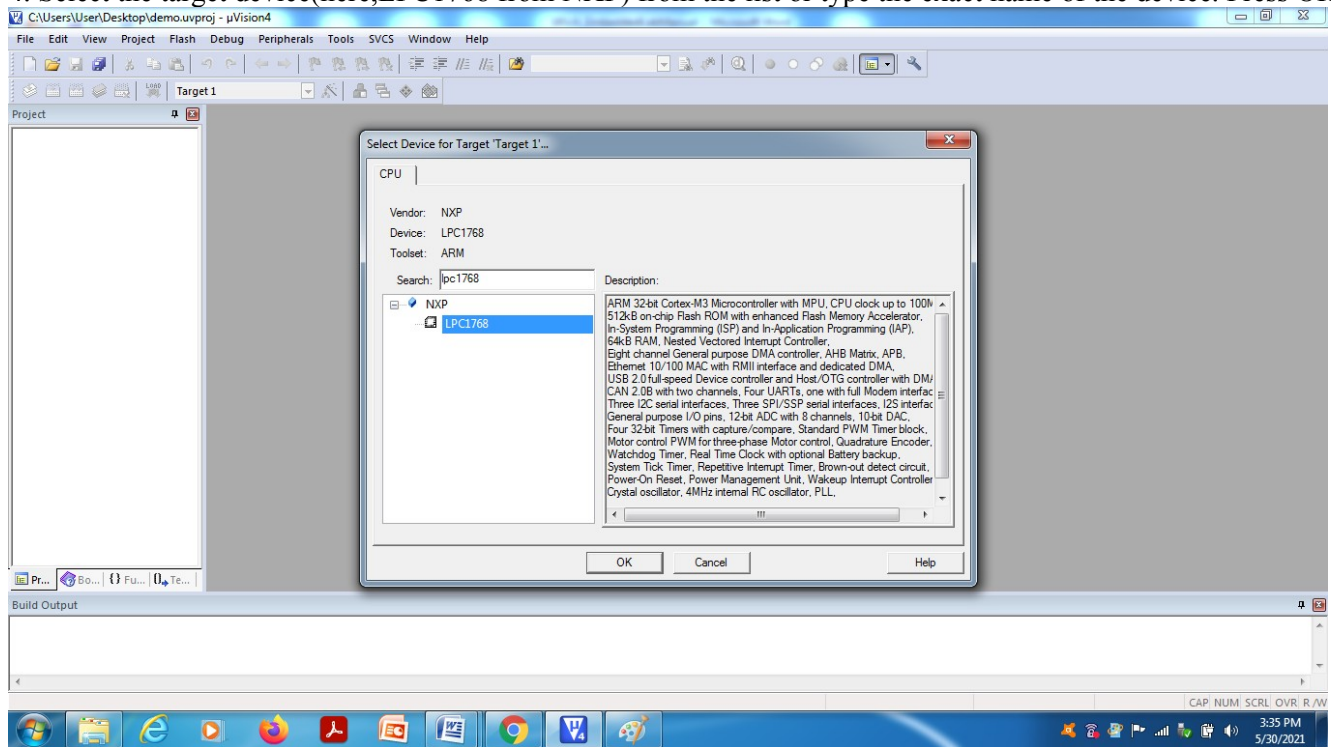 4. Select the target device(here,LPC1768 from NXP) from the list or type the exact name of the device. Press OK
C:\Users\User\Desktop\demo.uvproj - µVision4
File Edit View Project Flash Debug Peripherals Tools SVCS Window Help
LOAD Target 1
Project
Select Device for Target 'Target 1'...
CPU
Vendor: NXP
Device: LPC1768
Toolset: ARM
Search: lpc1768
Description:
NXP
LPC1768
ARM 32-bit Cortex-M3 Microcontroller with MPU, CPU clock up to 100M
512kB on-chip Flash ROM with enhanced Flash Memory Accelerator,
In-System Programming (ISP) and In-Application Programming (IAP),
64kB RAM, Nested Vectored Interrupt Controller,
Eight channel General purpose DMA controller, AHB Matrix, APB,
Ethernet 10/100 MAC with RMII interface and dedicated DMA,
USB 2.0 full-speed Device controller and Host/OTG controller with DMA
CAN 2.0B with two channels, Four UARTs, one with full Modem interfac
Three I2C serial interfaces, Three SPI/SSP serial interfaces, I2S interfac
General purpose I/O pins, 12-bit ADC with 8 channels, 10-bit DAC,
Four 32-bit Timers with capture/compare, Standard PWM Timer block,
Motor control PWM for three-phase Motor control, Quadrature Encoder,
Watchdog Timer, Real Time Clock with optional Battery backup,
System Tick Timer, Repetitive Interrupt Timer, Brown-out detect circuit,
Power-On Reset, Power Management Unit, Wakeup Interrupt Controller
Crystal oscillator, 4MHz internal RC oscillator, PLL,
OK Cancel Help
Pr... Bo... {} Fu... Te...
Build Output
CAP NUM SCRL OVR R/W
3:35 PM
5/30/2021